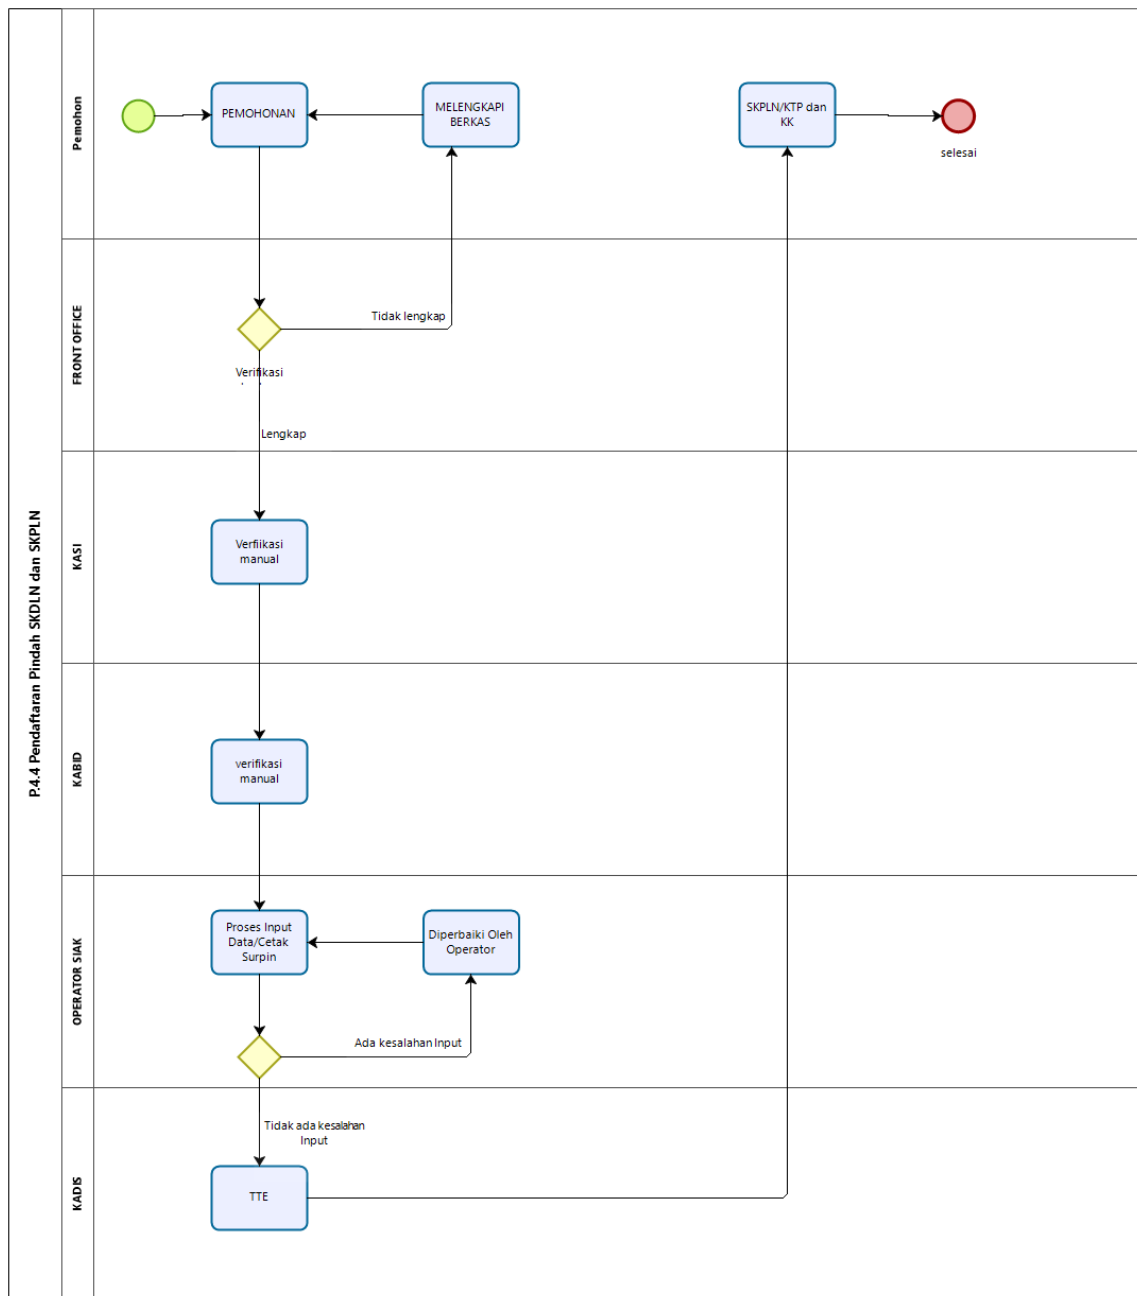 P.4.4 Pendaftaran Pindah SKDLN dan SKPLN
Pemohon
PEMOHONAN
MELENGKAPI
BERKAS
SKPLN/KTP dan
KK
selesai
FRONT OFFICE
Tidak lengkap
Verifikasi
Lengkap
KASI
Verfiikasi
manual
KABID
verifikasi
manual
OPERATOR SIAK
Proses Input
Data/Cetak
Surpin
Diperbaiki Oleh
Operator
Ada kesalahan Input
KADIS
Tidak ada kesalahan
Input
TTE